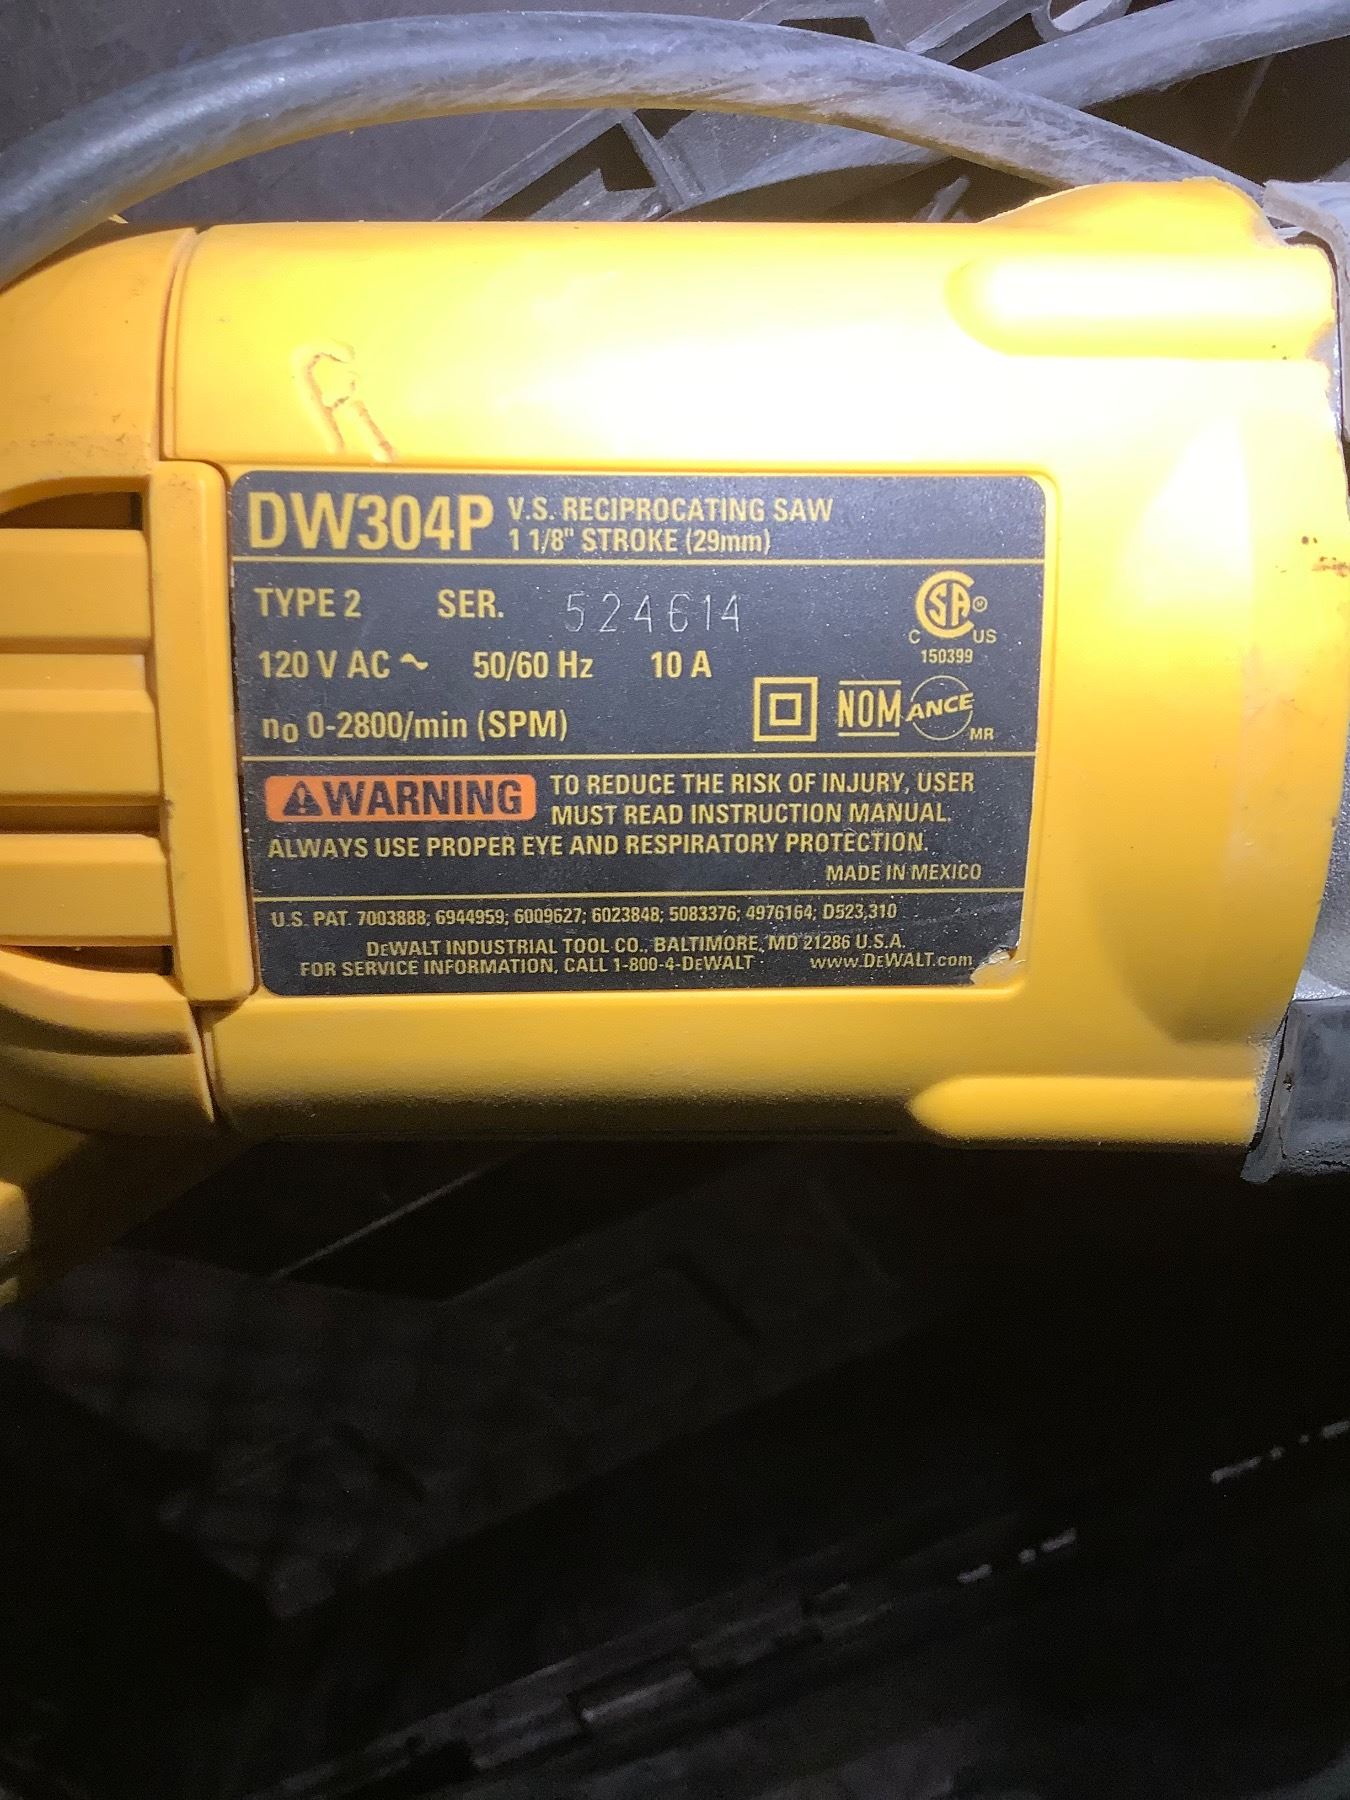 DW304P V.S. RECIPROCATING SAW
1 1/8" STROKE (29mm)
TYPE 2 SER. 524614
120 V AC ~ 50/60 Hz 10 A
n₀ 0-2800/min (SPM)
CSA M
C US
150399
NOM ANCE MR
⚠WARNING TO REDUCE THE RISK OF INJURY, USER
MUST READ INSTRUCTION MANUAL.
ALWAYS USE PROPER EYE AND RESPIRATORY PROTECTION.
MADE IN MEXICO
U.S. PAT. 7003888; 6944959; 6009627; 6023848; 5083376; 4976164; D523,310
DEWALT INDUSTRIAL TOOL CO., BALTIMORE, MD 21286 U.S.A.
FOR SERVICE INFORMATION, CALL 1-800-4-DEWALT · www.DEWALT.com